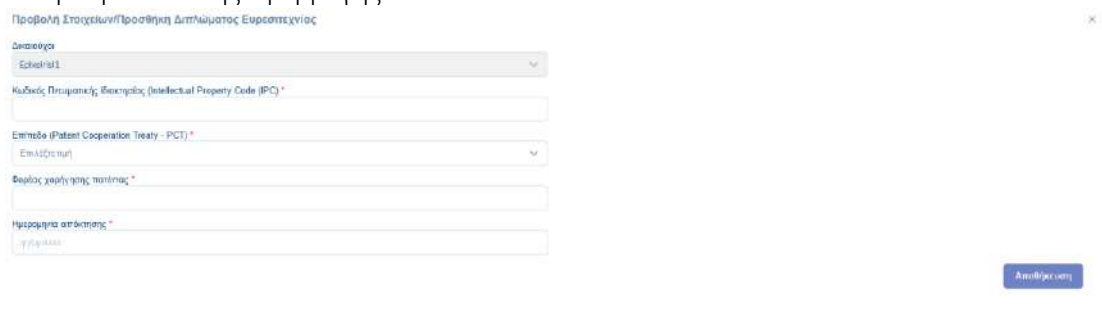 Προβολή Στοιχείων/Προσθήκη Διπλώματος Ευρεσιτεχνίας
Δικαιούχοι
Κωδικός Πνευματικής Ιδιοκτησίας (Intellectual Property Code (IPC) *
Επίπεδο (Patent Cooperation Treaty - PCT) *
Επιλέξτε τιμή
Φορέας χορήγησης πατέντας *
Ημερομηνία απόκτησης *
Αποθήκευση